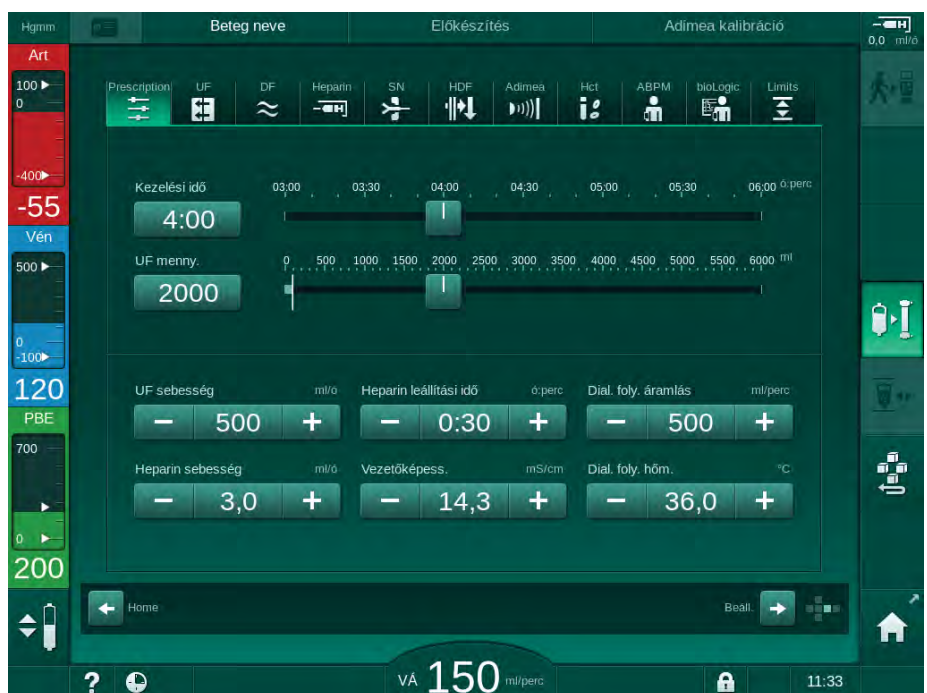 Hgmm Beteg neve Előkészítés Adimea kalibráció H
0,0 ml/ó
Art
100
0
-400
-55
Vén
500
0
-100
120
PBE
700
0
200
Prescription UF DF Heparin SN HDF Adimea Hct ABPM bioLogic Limits
H
Kezelési idő 03:00 03:30 04:00 04:30 05:00 05:30 06:00 ó:perc
4:00
UF menny. 0 500 1000 1500 2000 2500 3000 3500 4000 4500 5000 5500 6000 ml
2000
UF sebesség ml/ó Heparin leállítási idő ó:perc Dial. foly. áramlás ml/perc
− 500 + − 0:30 + − 500 +
Heparin sebesség ml/ó Vezetőképess. mS/cm Dial. foly. hőm. °C
− 3,0 + − 14,3 + − 36,0 +
Home Beáll.
? VÁ 150 ml/perc 11:33